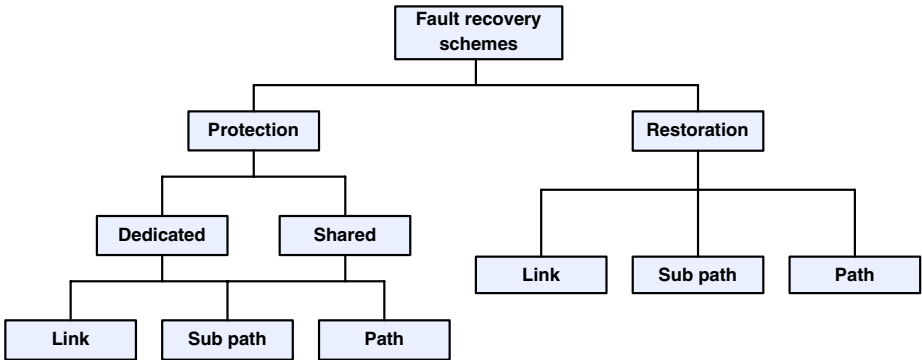 Fault recovery
schemes
Protection
Restoration
Dedicated
Shared
Link
Sub path
Path
Link
Sub path
Path